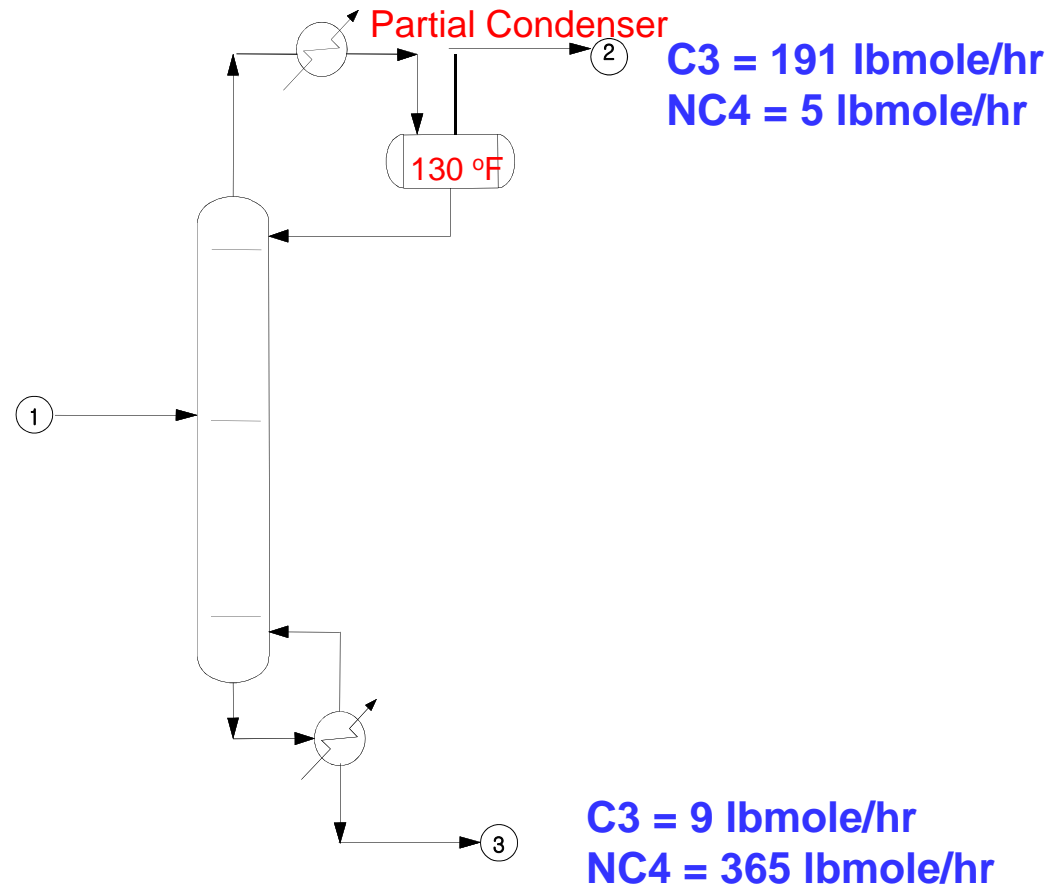 Partial Condenser
2
C3 = 191 lbmole/hr
NC4 = 5 lbmole/hr
130 ºF
1
3
C3 = 9 lbmole/hr
NC4 = 365 lbmole/hr